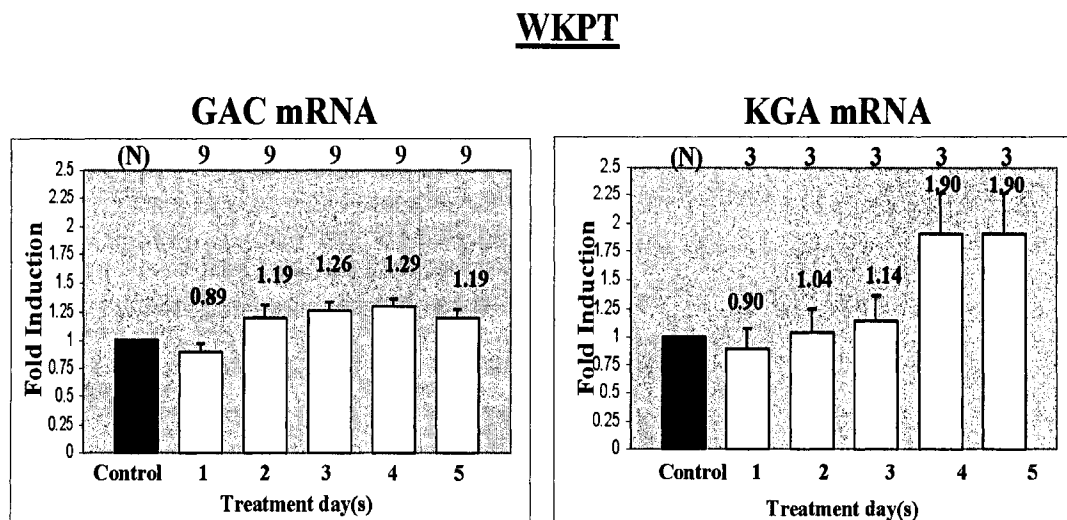 WKPT
GAC mRNA
(N) 9 9 9 9 9
2.5
2.25
2
1.75
1.5
1.25
1
0.75
0.5
0.25
0
Fold Induction
0.89 1.19 1.26 1.29 1.19
Control 1 2 3 4 5
Treatment day(s)
KGA mRNA
(N) 3 3 3 3 3
2.5
2.25
2
1.75
1.5
1.25
1
0.75
0.5
0.25
0
Fold Induction
0.90 1.04 1.14 1.90 1.90
Control 1 2 3 4 5
Treatment day(s)